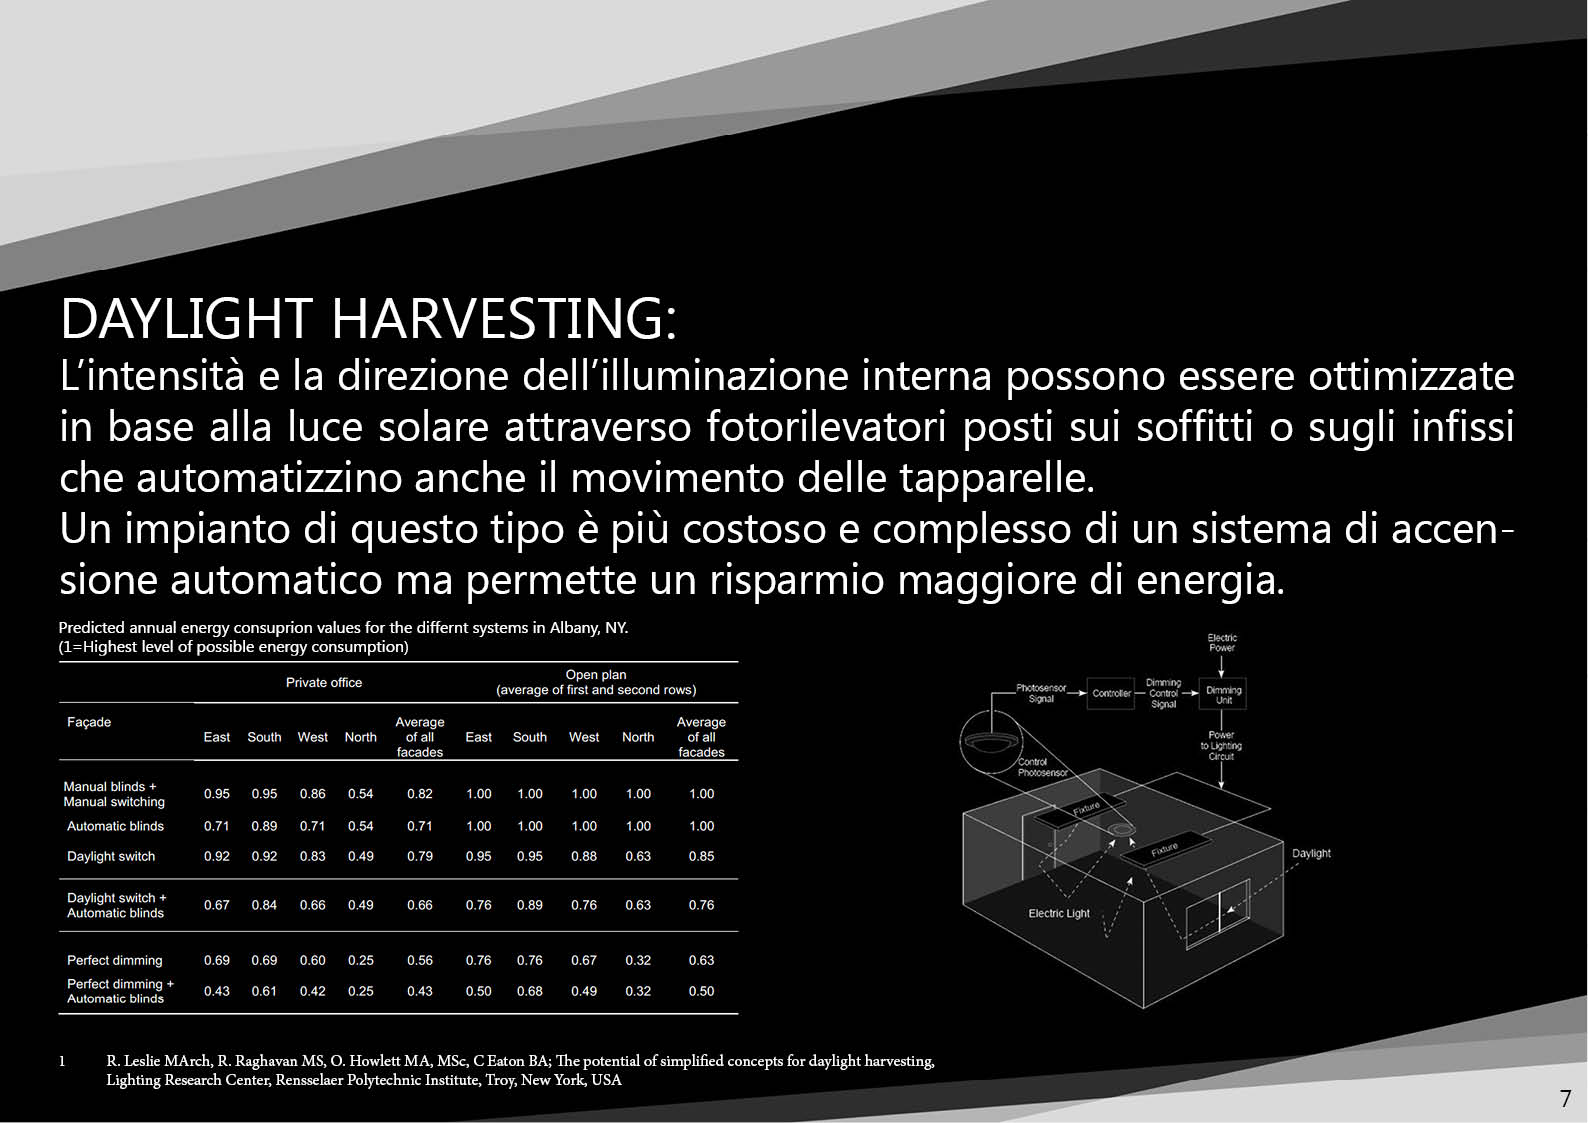 DAYLIGHT HARVESTING:
L’intensità e la direzione dell’illuminazione interna possono essere ottimizzate
in base alla luce solare attraverso fotorilevatori posti sui soffitti o sugli infissi
che automatizzino anche il movimento delle tapparelle.
Un impianto di questo tipo è più costoso e complesso di un sistema di accen-
sione automatico ma permette un risparmio maggiore di energia.
Predicted annual energy consuprion values for the differnt systems in Albany, NY.
(1=Highest level of possible energy consumption)
Private office
Open plan
(average of first and second rows)
Façade
East South West North Average of all facades East South West North Average of all facades
Manual blinds +
Manual switching 0.95 0.95 0.86 0.54 0.82 1.00 1.00 1.00 1.00 1.00
Automatic blinds 0.71 0.89 0.71 0.54 0.71 1.00 1.00 1.00 1.00 1.00
Daylight switch 0.92 0.92 0.83 0.49 0.79 0.95 0.95 0.88 0.63 0.85
Daylight switch +
Automatic blinds 0.67 0.84 0.66 0.49 0.66 0.76 0.89 0.76 0.63 0.76
Perfect dimming 0.69 0.69 0.60 0.25 0.56 0.76 0.76 0.67 0.32 0.63
Perfect dimming +
Automatic blinds 0.43 0.61 0.42 0.25 0.43 0.50 0.68 0.49 0.32 0.50
Electric
Power
Photosensor
Signal
Controller
Dimming
Control
Signal
Dimming
Unit
Power
to Lighting
Circuit
Control
Photosensor
Fixture
Fixture
Daylight
Electric Light
1 R. Leslie MArch, R. Raghavan MS, O. Howlett MA, MSc, C Eaton BA; The potential of simplified concepts for daylight harvesting,
Lighting Research Center, Rensselaer Polytechnic Institute, Troy, New York, USA
7